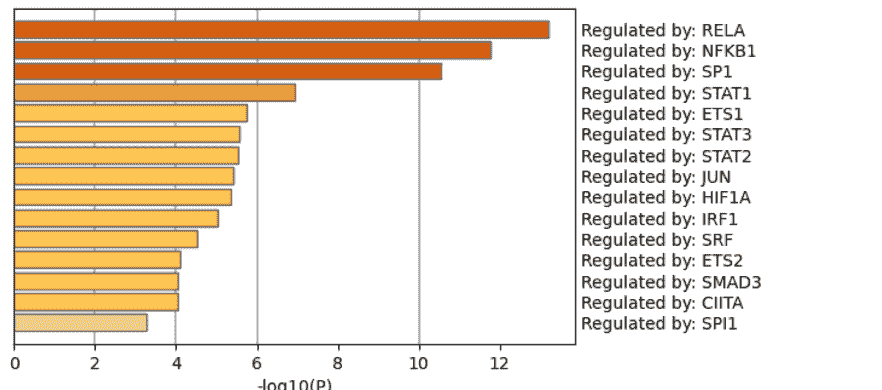 Regulated by: RELA
Regulated by: NFKB1
Regulated by: SP1
Regulated by: STAT1
Regulated by: ETS1
Regulated by: STAT3
Regulated by: STAT2
Regulated by: JUN
Regulated by: HIF1A
Regulated by: IRF1
Regulated by: SRF
Regulated by: ETS2
Regulated by: SMAD3
Regulated by: CIITA
Regulated by: SPI1
0 2 4 6 8 10 12
-log10(P)